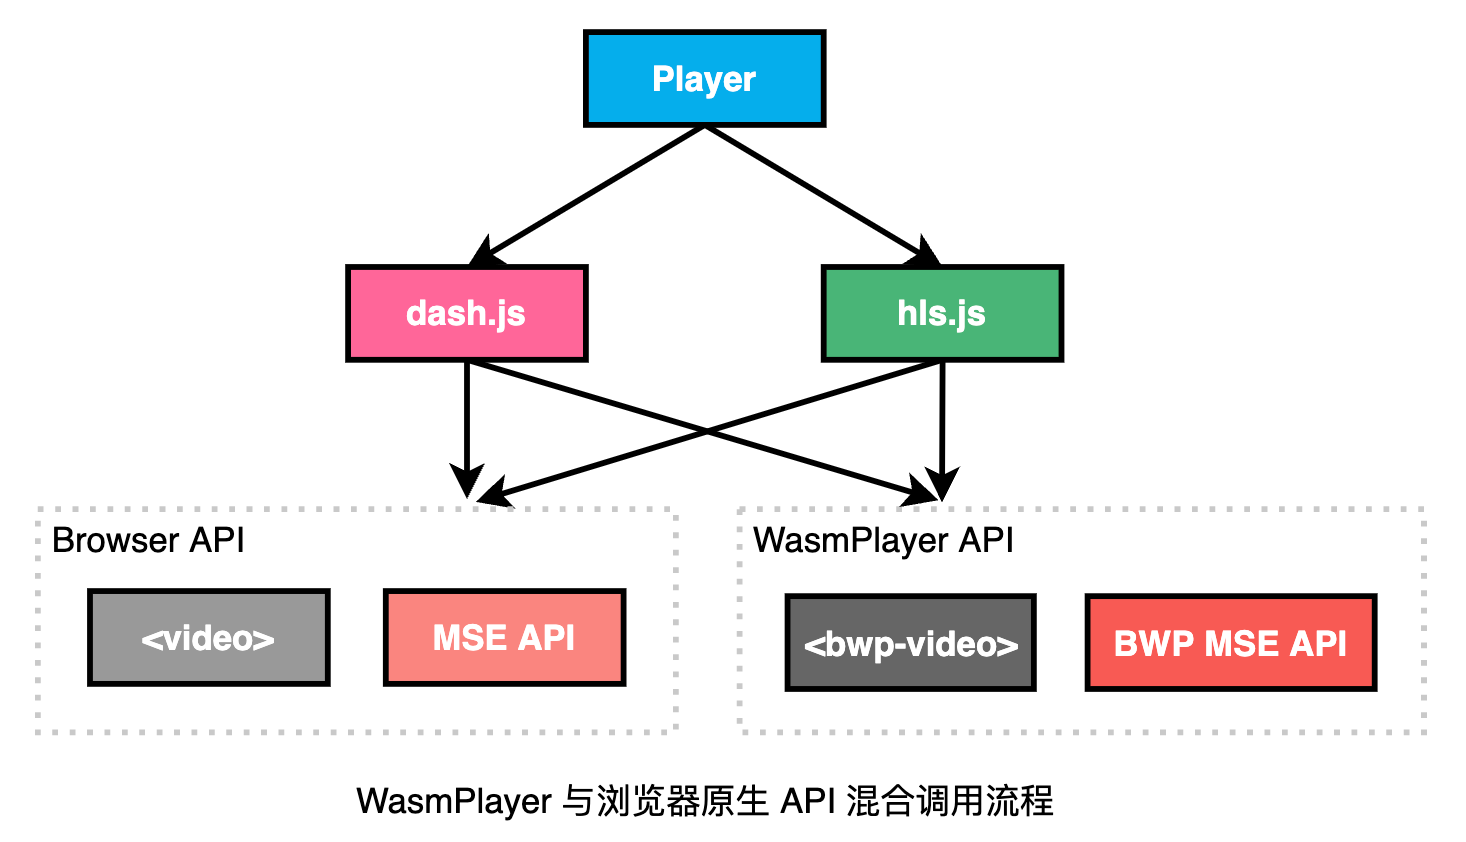 Player
dash.js
hls.js
Browser API
WasmPlayer API
<video>
MSE API
<bwp-video>
BWP MSE API
WasmPlayer 与浏览器原生 API 混合调用流程